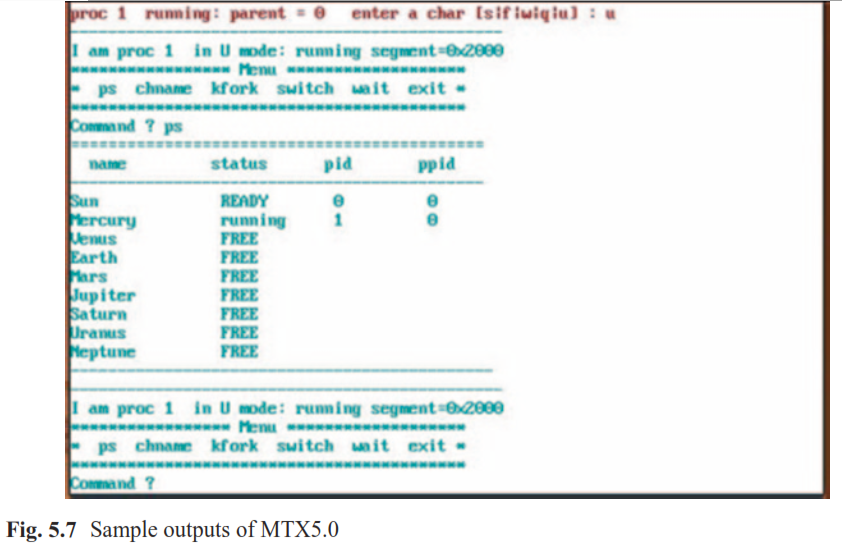 proc 1 running: parent = 0 enter a char [s|f|w|q|u] : u
I am proc 1 in U mode: running segment=0x2000
***************** Menu *******************
* ps chname kfork switch wait exit *
******************************************
Command ? ps
============================================
name status pid ppid
--------------------------------------------
Sun READY 0 0
Mercury running 1 0
Venus FREE
Earth FREE
Mars FREE
Jupiter FREE
Saturn FREE
Uranus FREE
Neptune FREE
---------------------------------------------
----------------------------------------------
I am proc 1 in U mode: running segment=0x2000
***************** Menu *******************
* ps chname kfork switch wait exit *
******************************************
Command ?
Fig. 5.7 Sample outputs of MTX5.0